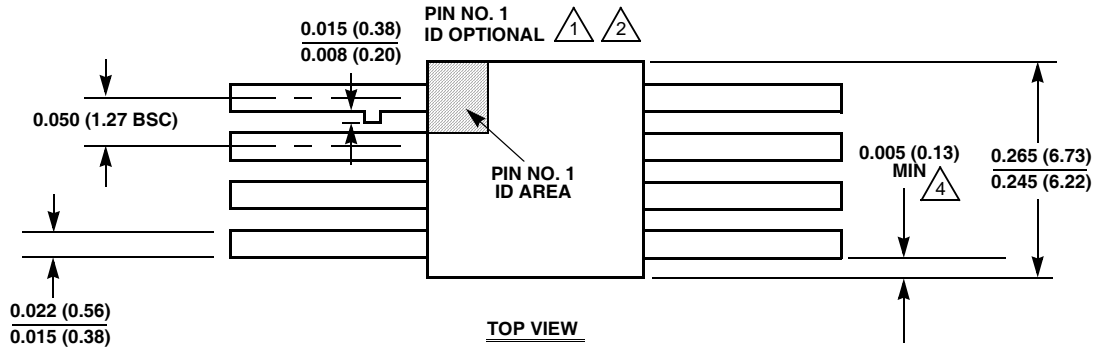 PIN NO. 1
ID OPTIONAL 1 2
0.015 (0.38)
0.008 (0.20)
0.050 (1.27 BSC)
PIN NO. 1
ID AREA
0.005 (0.13)
MIN 4
0.265 (6.73)
0.245 (6.22)
0.022 (0.56)
0.015 (0.38)
TOP VIEW